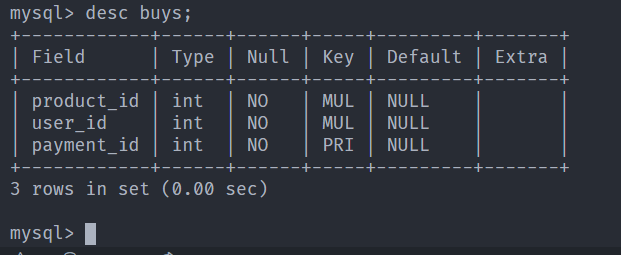 mysql> desc buys;
+------------+------+------+-----+---------+-------+
| Field      | Type | Null | Key | Default | Extra |
+------------+------+------+-----+---------+-------+
| product_id | int  | NO   | MUL | NULL    |       |
| user_id    | int  | NO   | MUL | NULL    |       |
| payment_id | int  | NO   | PRI | NULL    |       |
+------------+------+------+-----+---------+-------+
3 rows in set (0.00 sec)
mysql>